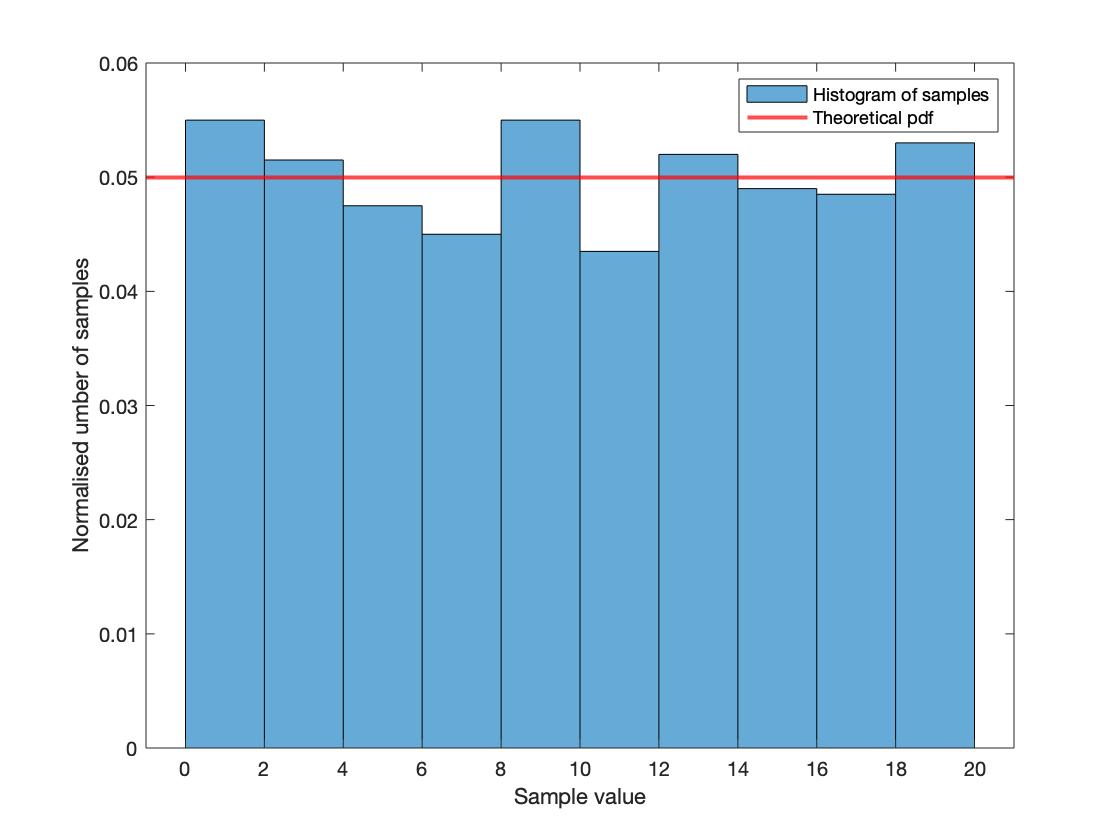 0.06
0.05
0.04
0.03
0.02
0.01
0
Normalised umber of samples
Histogram of samples
Theoretical pdf
0 2 4 6 8 10 12 14 16 18 20
Sample value